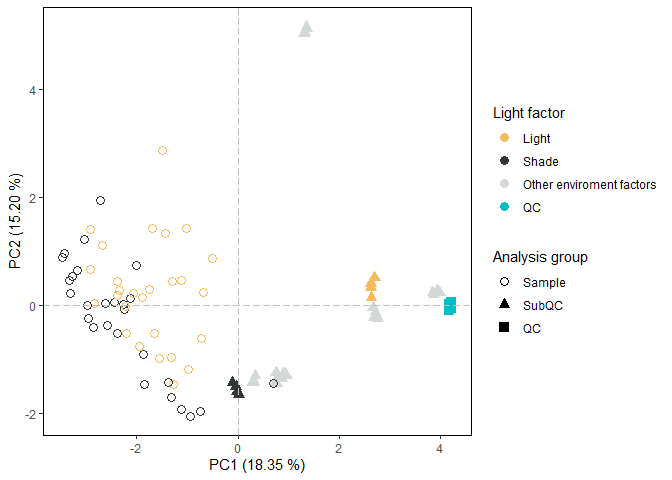 4
2
0
-2
-2
0
2
4
PC1 (18.35 %)
PC2 (15.20 %)
Light factor
Light
Shade
Other enviroment factors
QC
Analysis group
Sample
SubQC
QC